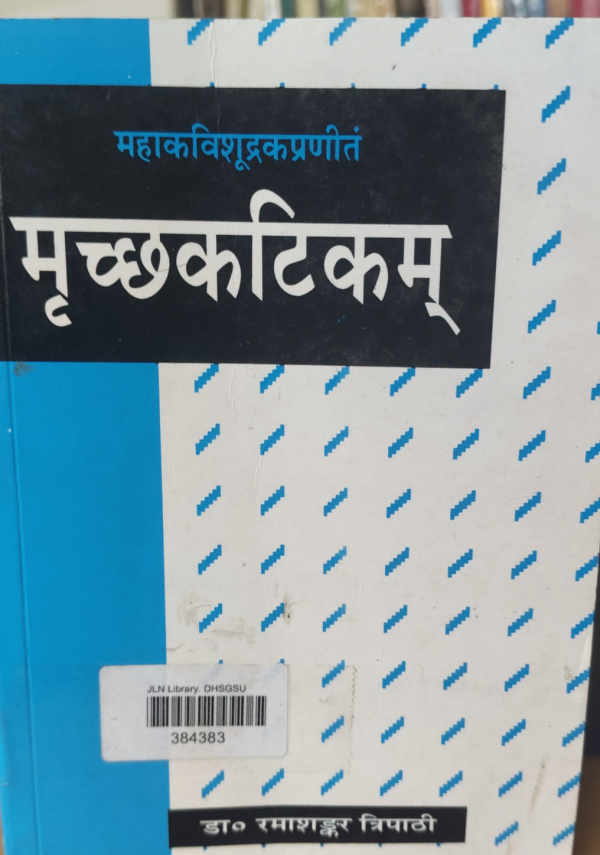 महाकविशूद्रकप्रणीतं
मृच्छकटिकम्
JLN Library. DHSGSU
384383
डा० रमाशङ्कर त्रिपाठी